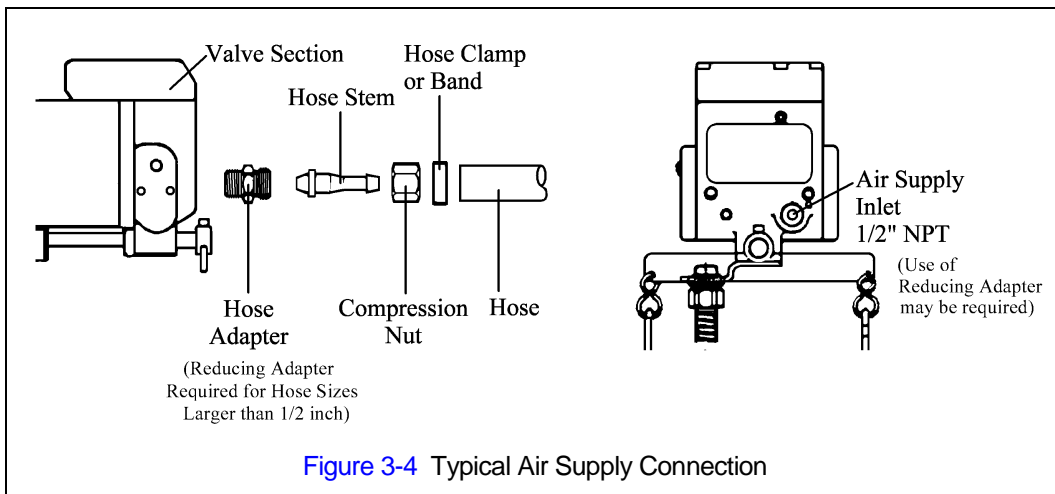 Valve Section
Hose Clamp
or Band
Hose Stem
Air Supply
Inlet
1/2" NPT
(Use of
Reducing Adapter
may be required)
Hose
Adapter
(Reducing Adapter
Required for Hose Sizes
Larger than 1/2 inch)
Compression
Nut
Hose
Figure 3-4 Typical Air Supply Connection